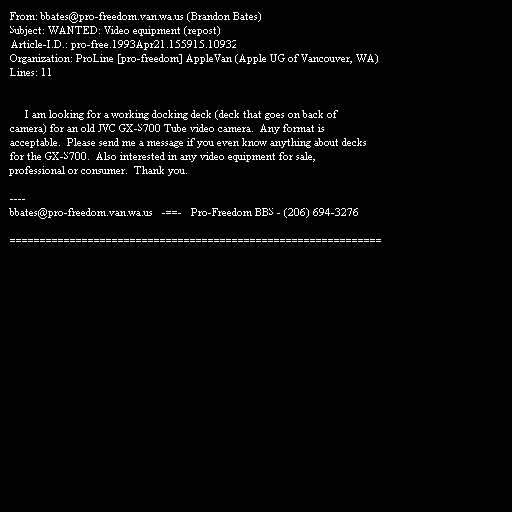 From: bbates@pro-freedom.van.wa.us (Brandon Bates)
Subject: WANTED: Video equipment (repost)
Article-I.D.: pro-free.1993Apr21.155915.10932
Organization: ProLine [pro-freedom] AppleVan (Apple UG of Vancouver, WA)
Lines: 11

I am looking for a working docking deck (deck that goes on back of
camera) for an old JVC GX-S700 Tube video camera.  Any format is
acceptable.  Please send me a message if you even know anything about decks
for the GX-S700.  Also interested in any video equipment for sale,
professional or consumer.  Thank you.

----
bbates@pro-freedom.van.wa.us   -==-   Pro-Freedom BBS - (206) 694-3276

==============================================================